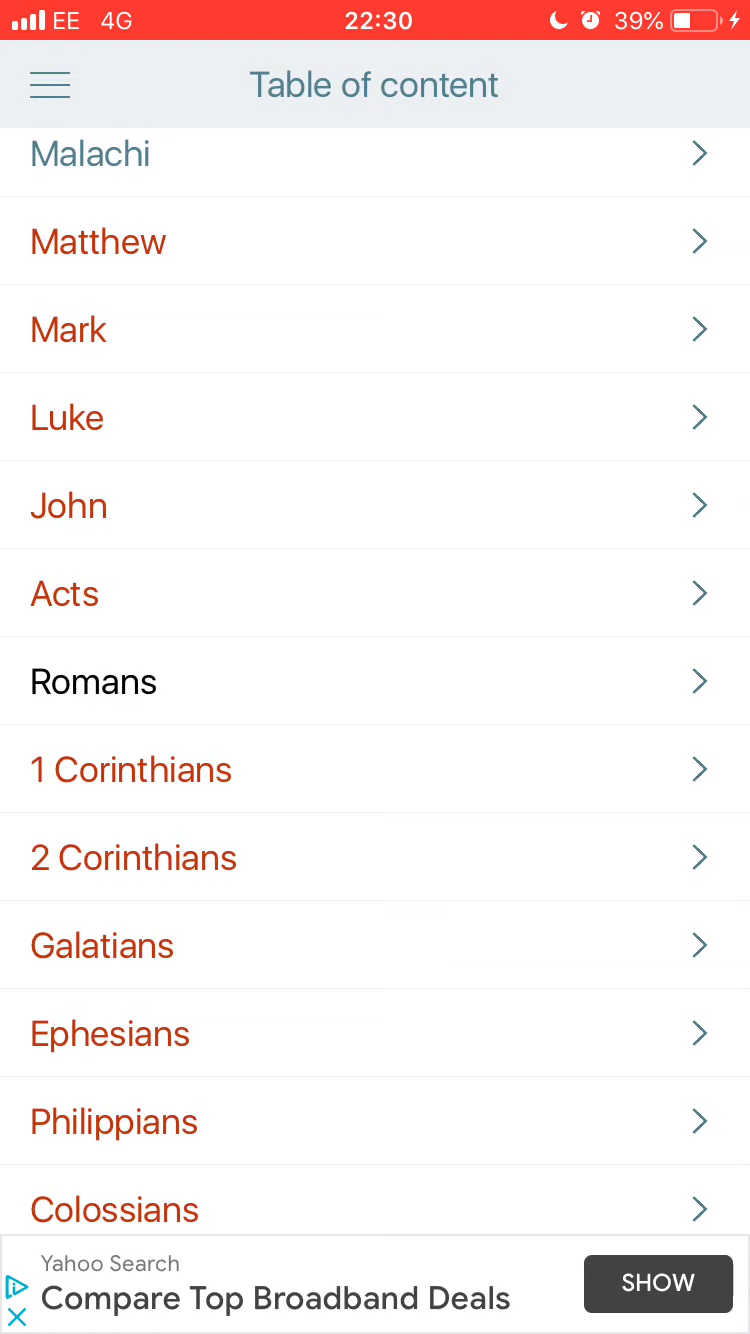 EE 4G 22:30 39%
Table of content
Malachi
Matthew
Mark
Luke
John
Acts
Romans
1 Corinthians
2 Corinthians
Galatians
Ephesians
Philippians
Colossians
Yahoo Search
Compare Top Broadband Deals
SHOW